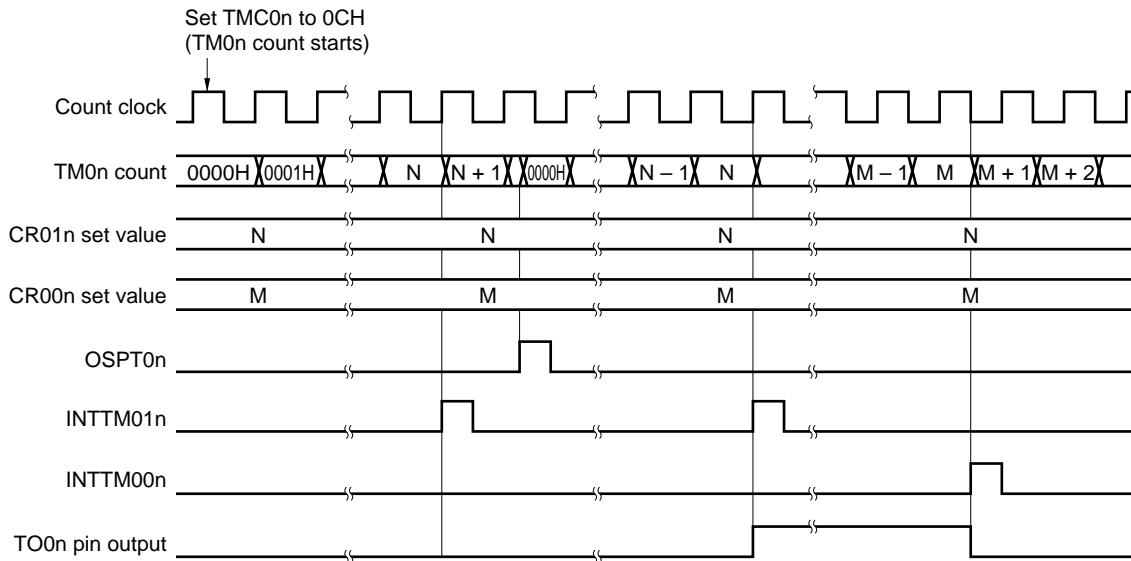 Set TMC0n to 0CH
(TM0n count starts)
Count clock
TM0n count 0000H 0001H N N + 1 0000H N – 1 N M – 1 M M + 1 M + 2
CR01n set value N N N N
CR00n set value M M M M
OSPT0n
INTTM01n
INTTM00n
TO0n pin output